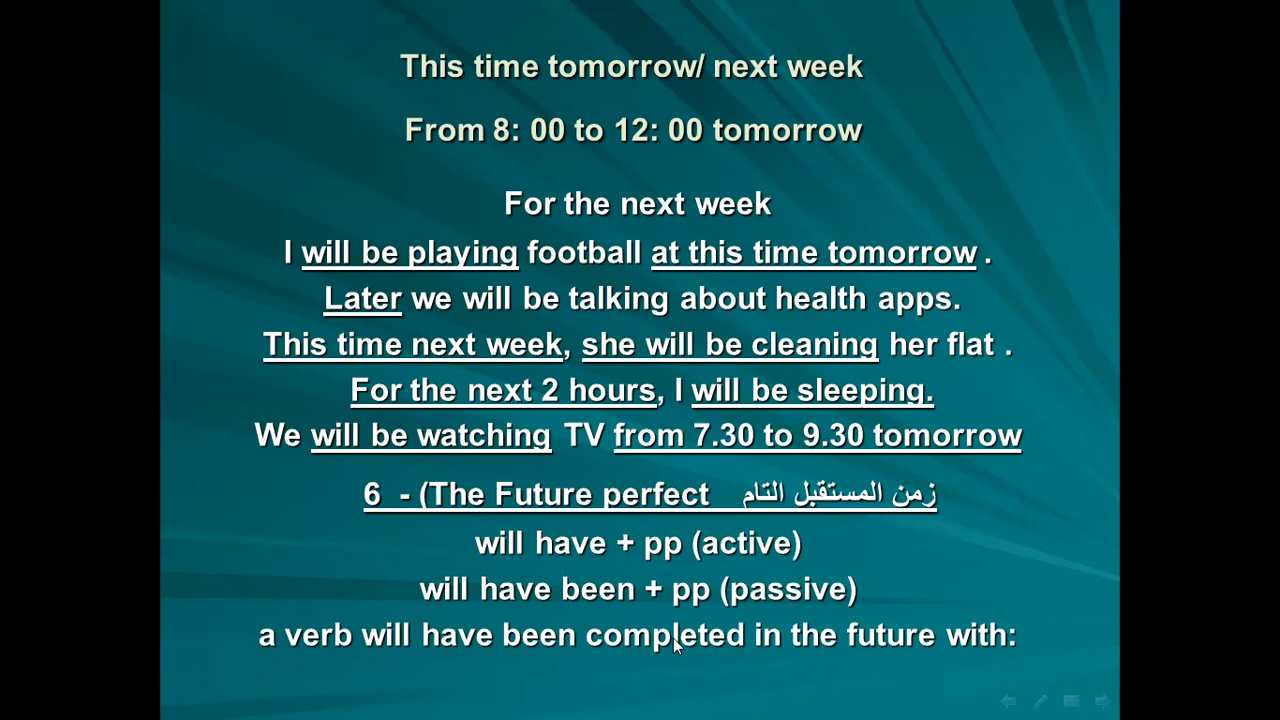 This time tomorrow/ next week
From 8: 00 to 12: 00 tomorrow
For the next week
I will be playing football at this time tomorrow .
Later we will be talking about health apps.
This time next week, she will be cleaning her flat .
For the next 2 hours, I will be sleeping.
We will be watching TV from 7.30 to 9.30 tomorrow
6 - (The Future perfect زمن المستقبل التام
will have + pp (active)
will have been + pp (passive)
a verb will have been completed in the future with: